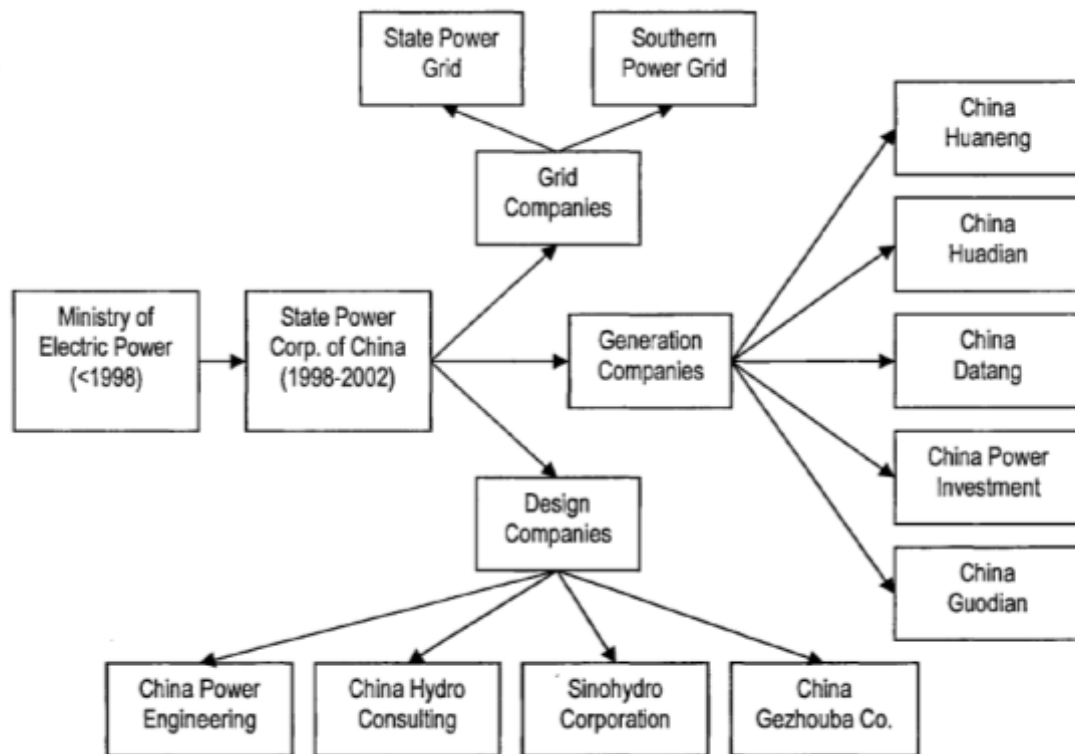 State Power
Grid
Southern
Power Grid
China
Huaneng
Grid
Companies
China
Huadian
Ministry of
Electric Power
(<1998)
State Power
Corp. of China
(1998-2002)
Generation
Companies
China
Datang
China Power
Investment
Design
Companies
China
Guodian
China Power
Engineering
China Hydro
Consulting
Sinohydro
Corporation
China
Gezhouba Co.